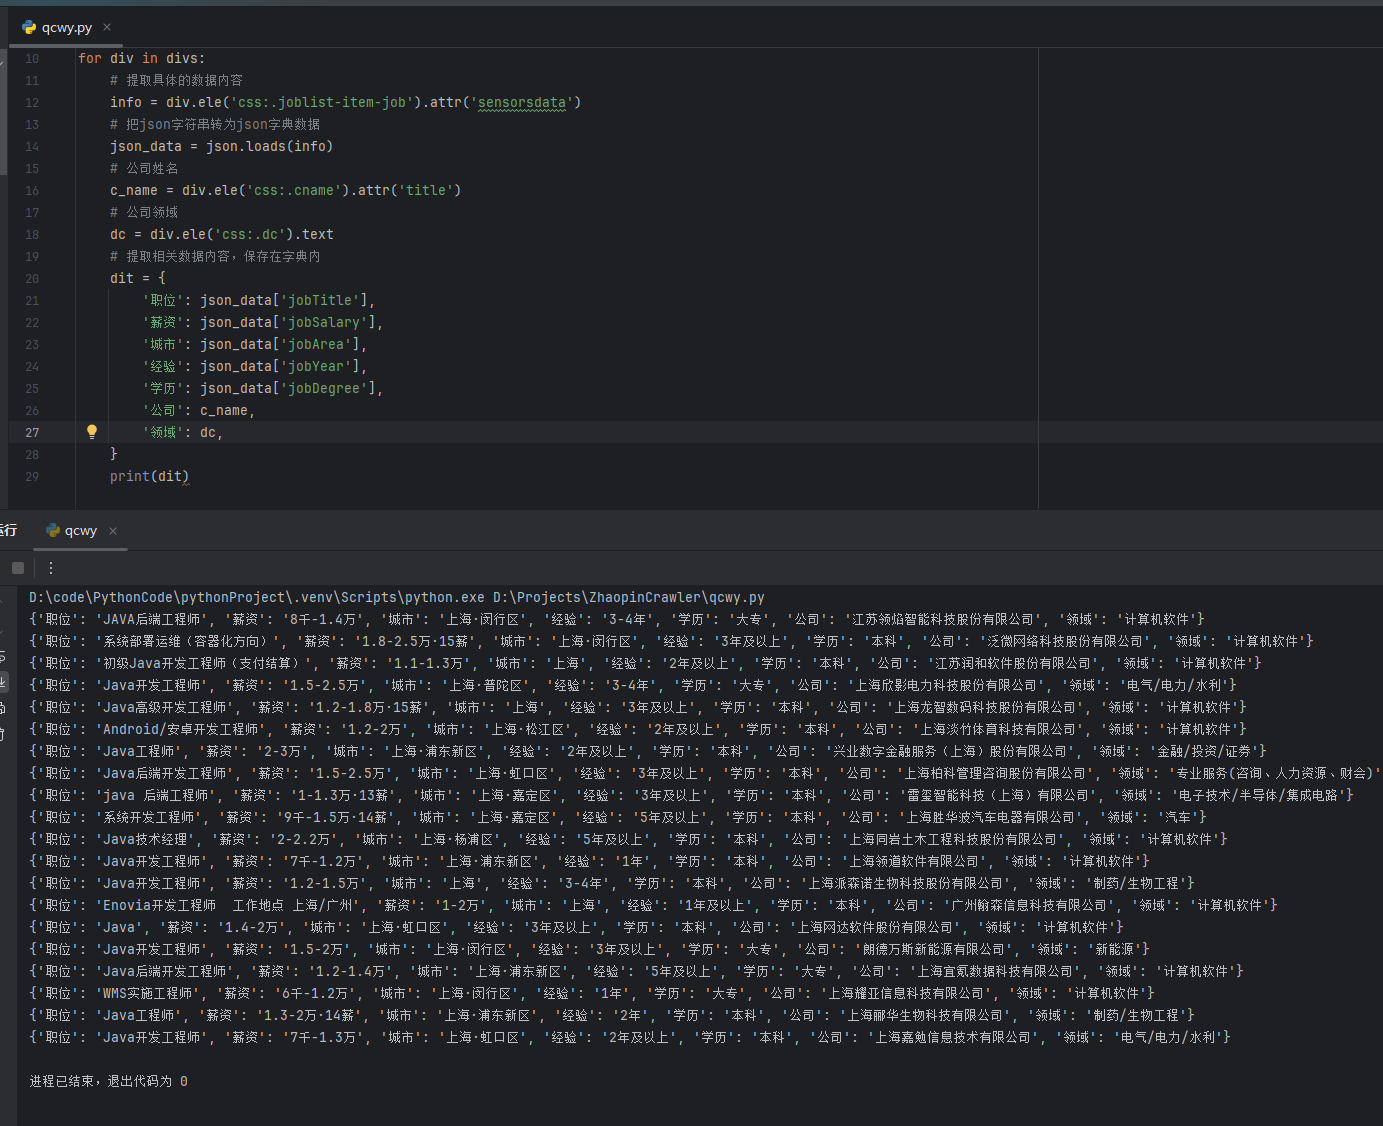 qcwy.py
10 for div in divs:
11 # 提取具体的数据内容
12 info = div.ele('css:.joblist-item-job').attr('sensorsdata')
13 # 把json字符串转为json字典数据
14 json_data = json.loads(info)
15 # 公司姓名
16 c_name = div.ele('css:.cname').attr('title')
17 # 公司领域
18 dc = div.ele('css:.dc').text
19 # 提取相关数据内容，保存在字典内
20 dit = {
21 '职位': json_data['jobTitle'],
22 '薪资': json_data['jobSalary'],
23 '城市': json_data['jobArea'],
24 '经验': json_data['jobYear'],
25 '学历': json_data['jobDegree'],
26 '公司': c_name,
27 '领域': dc,
28 }
29 print(dit)
运行 qcwy
D:\code\PythonCode\pythonProject\.venv\Scripts\python.exe D:\Projects\ZhaopinCrawler\qcwy.py
{'职位': 'JAVA后端工程师', '薪资': '8千-1.4万', '城市': '上海·闵行区', '经验': '3-4年', '学历': '大专', '公司': '江苏领焰智能科技股份有限公司', '领域': '计算机软件'}
{'职位': '系统部署运维（容器化方向）', '薪资': '1.8-2.5万·15薪', '城市': '上海·闵行区', '经验': '3年及以上', '学历': '本科', '公司': '泛微网络科技股份有限公司', '领域': '计算机软件'}
{'职位': '初级Java开发工程师（支付结算）', '薪资': '1.1-1.3万', '城市': '上海', '经验': '2年及以上', '学历': '本科', '公司': '江苏润和软件股份有限公司', '领域': '计算机软件'}
{'职位': 'Java开发工程师', '薪资': '1.5-2.5万', '城市': '上海·普陀区', '经验': '3-4年', '学历': '大专', '公司': '上海欣影电力科技股份有限公司', '领域': '电气/电力/水利'}
{'职位': 'Java高级开发工程师', '薪资': '1.2-1.8万·15薪', '城市': '上海', '经验': '3年及以上', '学历': '本科', '公司': '上海龙智数码科技股份有限公司', '领域': '计算机软件'}
{'职位': 'Android/安卓开发工程师', '薪资': '1.2-2万', '城市': '上海·松江区', '经验': '2年及以上', '学历': '本科', '公司': '上海淡竹体育科技有限公司', '领域': '计算机软件'}
{'职位': 'Java工程师', '薪资': '2-3万', '城市': '上海·浦东新区', '经验': '2年及以上', '学历': '本科', '公司': '兴业数字金融服务（上海）股份有限公司', '领域': '金融/投资/证券'}
{'职位': 'Java后端开发工程师', '薪资': '1.5-2.5万', '城市': '上海·虹口区', '经验': '3年及以上', '学历': '本科', '公司': '上海柏科管理咨询股份有限公司', '领域': '专业服务(咨询、人力资源、财会)'
{'职位': 'java 后端工程师', '薪资': '1-1.3万·13薪', '城市': '上海·嘉定区', '经验': '3年及以上', '学历': '本科', '公司': '雷玺智能科技（上海）有限公司', '领域': '电子技术/半导体/集成电路'}
{'职位': '系统开发工程师', '薪资': '9千-1.5万·14薪', '城市': '上海·嘉定区', '经验': '5年及以上', '学历': '本科', '公司': '上海胜华波汽车电器有限公司', '领域': '汽车'}
{'职位': 'Java技术经理', '薪资': '2-2.2万', '城市': '上海·杨浦区', '经验': '5年及以上', '学历': '本科', '公司': '上海同岩土木工程科技股份有限公司', '领域': '计算机软件'}
{'职位': 'Java开发工程师', '薪资': '7千-1.2万', '城市': '上海·浦东新区', '经验': '1年', '学历': '本科', '公司': '上海领道软件有限公司', '领域': '计算机软件'}
{'职位': 'Java开发工程师', '薪资': '1.2-1.5万', '城市': '上海', '经验': '3-4年', '学历': '本科', '公司': '上海派森诺生物科技股份有限公司', '领域': '制药/生物工程'}
{'职位': 'Enovia开发工程师  工作地点 上海/广州', '薪资': '1-2万', '城市': '上海', '经验': '1年及以上', '学历': '本科', '公司': '广州翰森信息科技有限公司', '领域': '计算机软件'}
{'职位': 'Java', '薪资': '1.4-2万', '城市': '上海·虹口区', '经验': '3年及以上', '学历': '本科', '公司': '上海网达软件股份有限公司', '领域': '计算机软件'}
{'职位': 'Java开发工程师', '薪资': '1.5-2万', '城市': '上海·闵行区', '经验': '3年及以上', '学历': '大专', '公司': '朗德万斯新能源有限公司', '领域': '新能源'}
{'职位': 'Java后端开发工程师', '薪资': '1.2-1.4万', '城市': '上海·浦东新区', '经验': '5年及以上', '学历': '大专', '公司': '上海宜氪数据科技有限公司', '领域': '计算机软件'}
{'职位': 'WMS实施工程师', '薪资': '6千-1.2万', '城市': '上海·闵行区', '经验': '1年', '学历': '大专', '公司': '上海耀亚信息科技有限公司', '领域': '计算机软件'}
{'职位': 'Java工程师', '薪资': '1.3-2万·14薪', '城市': '上海·浦东新区', '经验': '2年', '学历': '本科', '公司': '上海郦华生物科技有限公司', '领域': '制药/生物工程'}
{'职位': 'Java开发工程师', '薪资': '7千-1.3万', '城市': '上海·虹口区', '经验': '2年及以上', '学历': '本科', '公司': '上海嘉勉信息技术有限公司', '领域': '电气/电力/水利'}
进程已结束，退出代码为 0